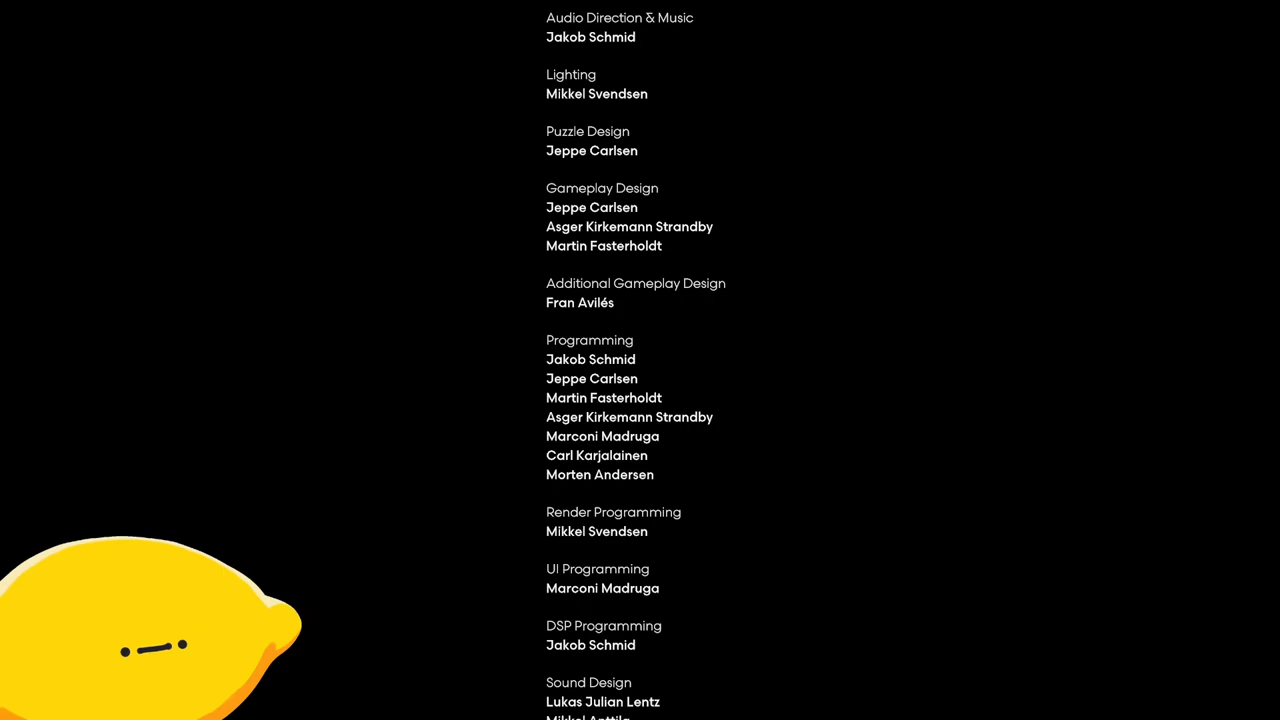 Audio Direction & Music
Jakob Schmid
Lighting
Mikkel Svendsen
Puzzle Design
Jeppe Carlsen
Gameplay Design
Jeppe Carlsen
Asger Kirkemann Strandby
Martin Fasterholdt
Additional Gameplay Design
Fran Avilés
Programming
Jakob Schmid
Jeppe Carlsen
Martin Fasterholdt
Asger Kirkemann Strandby
Marconi Madruga
Carl Karjalainen
Morten Andersen
Render Programming
Mikkel Svendsen
UI Programming
Marconi Madruga
DSP Programming
Jakob Schmid
Sound Design
Lukas Julian Lentz
Mikkel Anttila